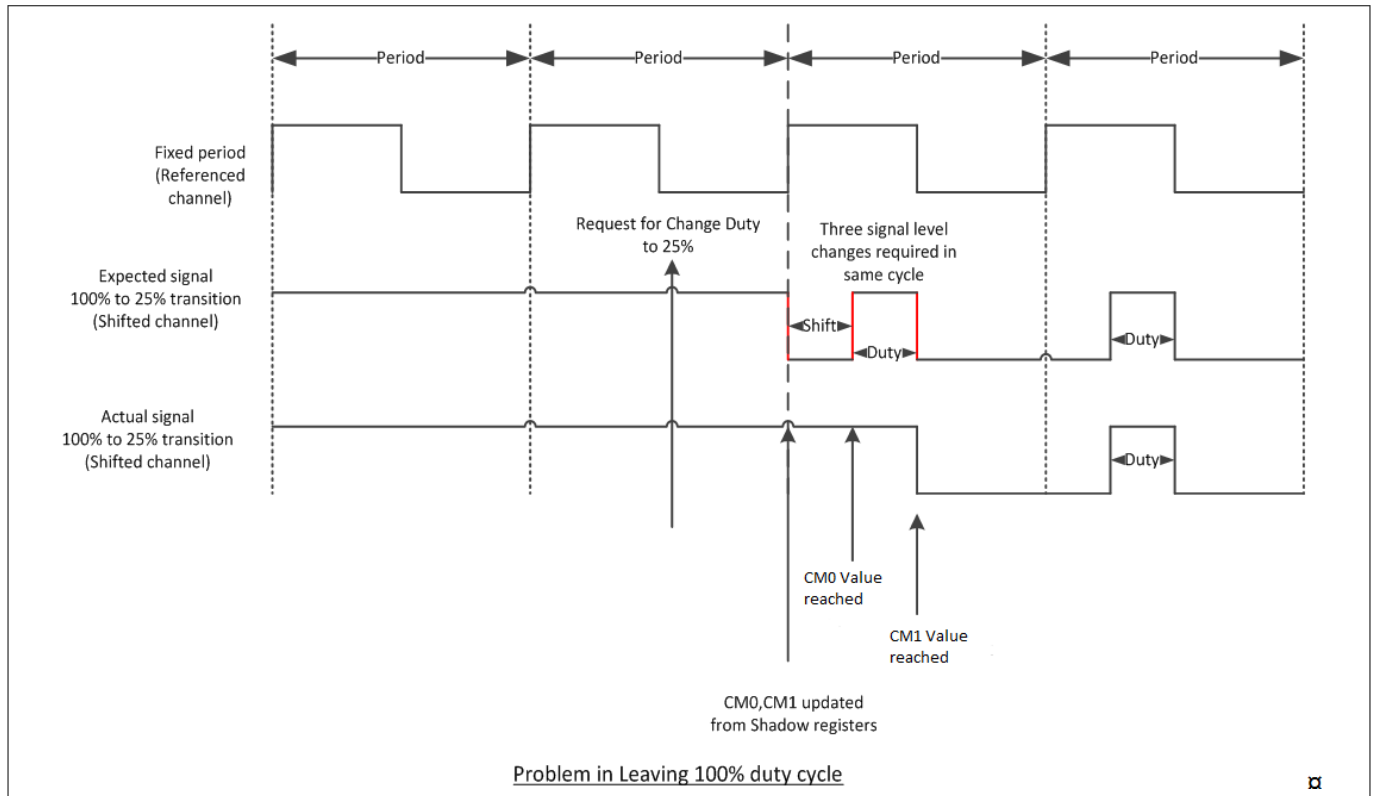 Period
Period
Period
Period
Fixed period
(Referenced
channel)
Request for Change Duty
to 25%
Three signal level
changes required in
same cycle
Expected signal
100% to 25% transition
(Shifted channel)
Shift
Duty
Duty
Actual signal
100% to 25% transition
(Shifted channel)
Duty
CM0 Value
reached
CM1 Value
reached
CM0,CM1 updated
from Shadow registers
Problem in Leaving 100% duty cycle
¤